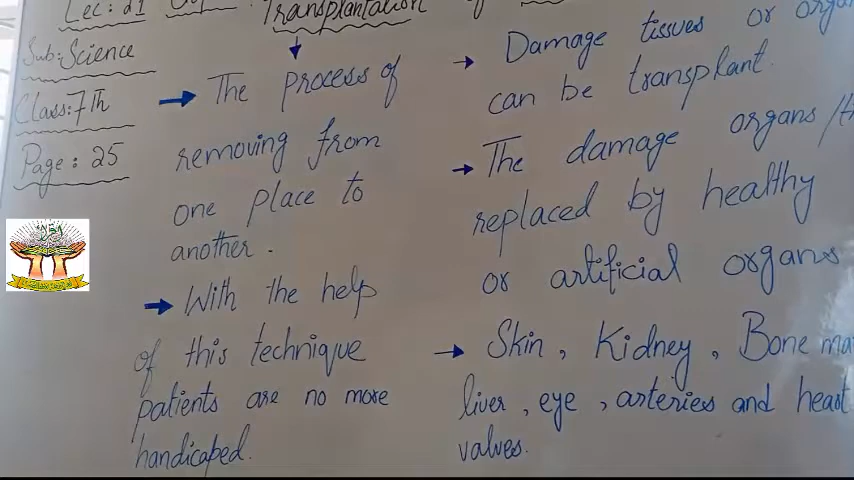 Lec: 21
Transplantation of
Sub: Science
Class: 7th
Page: 25
→ The process of
removing from
one place to
another.
→ With the help
of this technique
patients are no more
handicaped.
→ Damage tissues or
can be transplant.
→ The damage organs /
replaced by healthy
or artificial organs
→ Skin, Kidney, Bone
liver, eye, arteries and heart
valves.